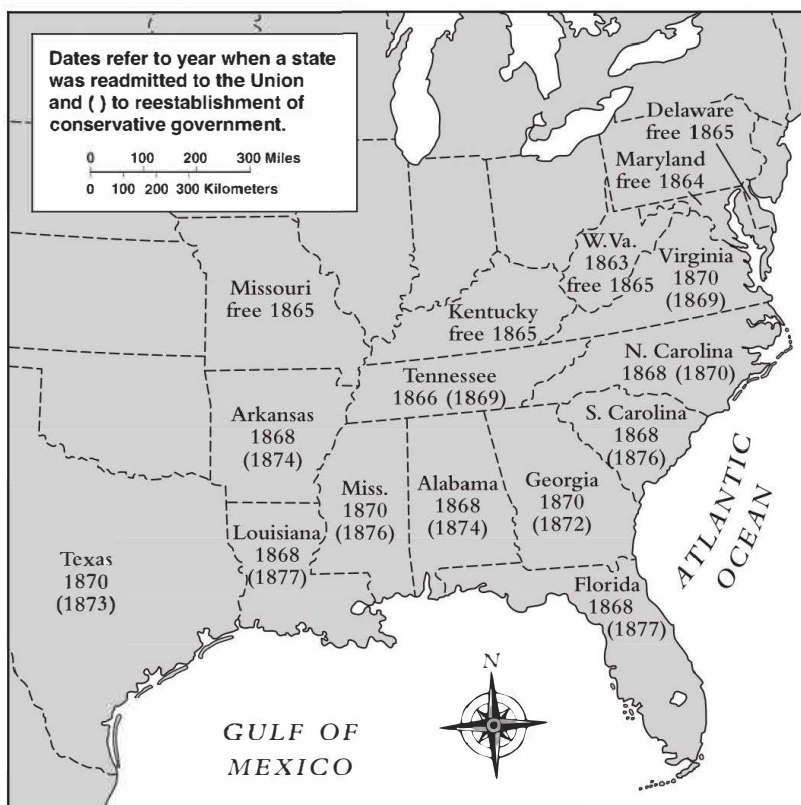 Dates refer to year when a state
was readmitted to the Union
and ( ) to reestablishment of
conservative government.
0 100 200 300 Miles
0 100 200 300 Kilometers
Delaware
free 1865
Maryland
free 1864
W.Va.
1863
free 1865
Virginia
1870
(1869)
Missouri
free 1865
Kentucky
free 1865
N. Carolina
1868 (1870)
Tennessee
1866 (1869)
Arkansas
1868
(1874)
S. Carolina
1868
(1876)
Miss.
1870
(1876)
Alabama
1868
(1874)
Georgia
1870
(1872)
Louisiana
1868
(1877)
Texas
1870
(1873)
Florida
1868
(1877)
ATLANTIC
OCEAN
N
GULF OF
MEXICO